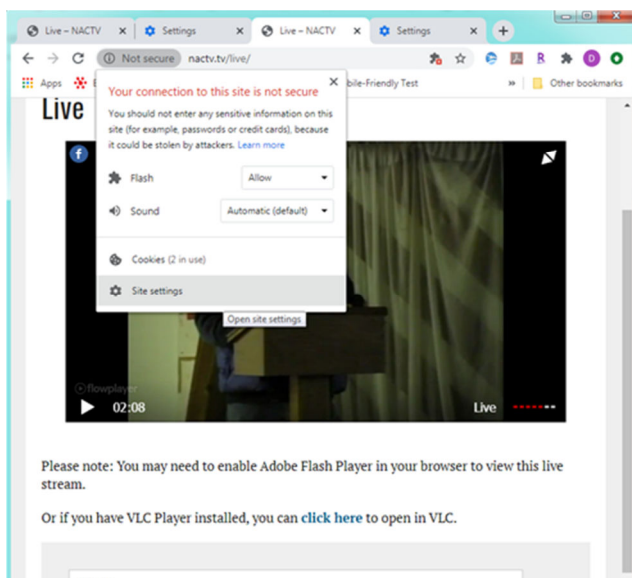 Live – NACTV
Settings
Live – NACTV
Settings
Not secure nactv.tv/live/
Apps
bile-Friendly Test
Other bookmarks
Live
Your connection to this site is not secure
You should not enter any sensitive information on this
site (for example, passwords or credit cards), because
it could be stolen by attackers. Learn more
Flash
Allow
Sound
Automatic (default)
Cookies (2 in use)
Site settings
Open site settings
flowplayer
02:08
Live
Please note: You may need to enable Adobe Flash Player in your browser to view this live
stream.
Or if you have VLC Player installed, you can click here to open in VLC.